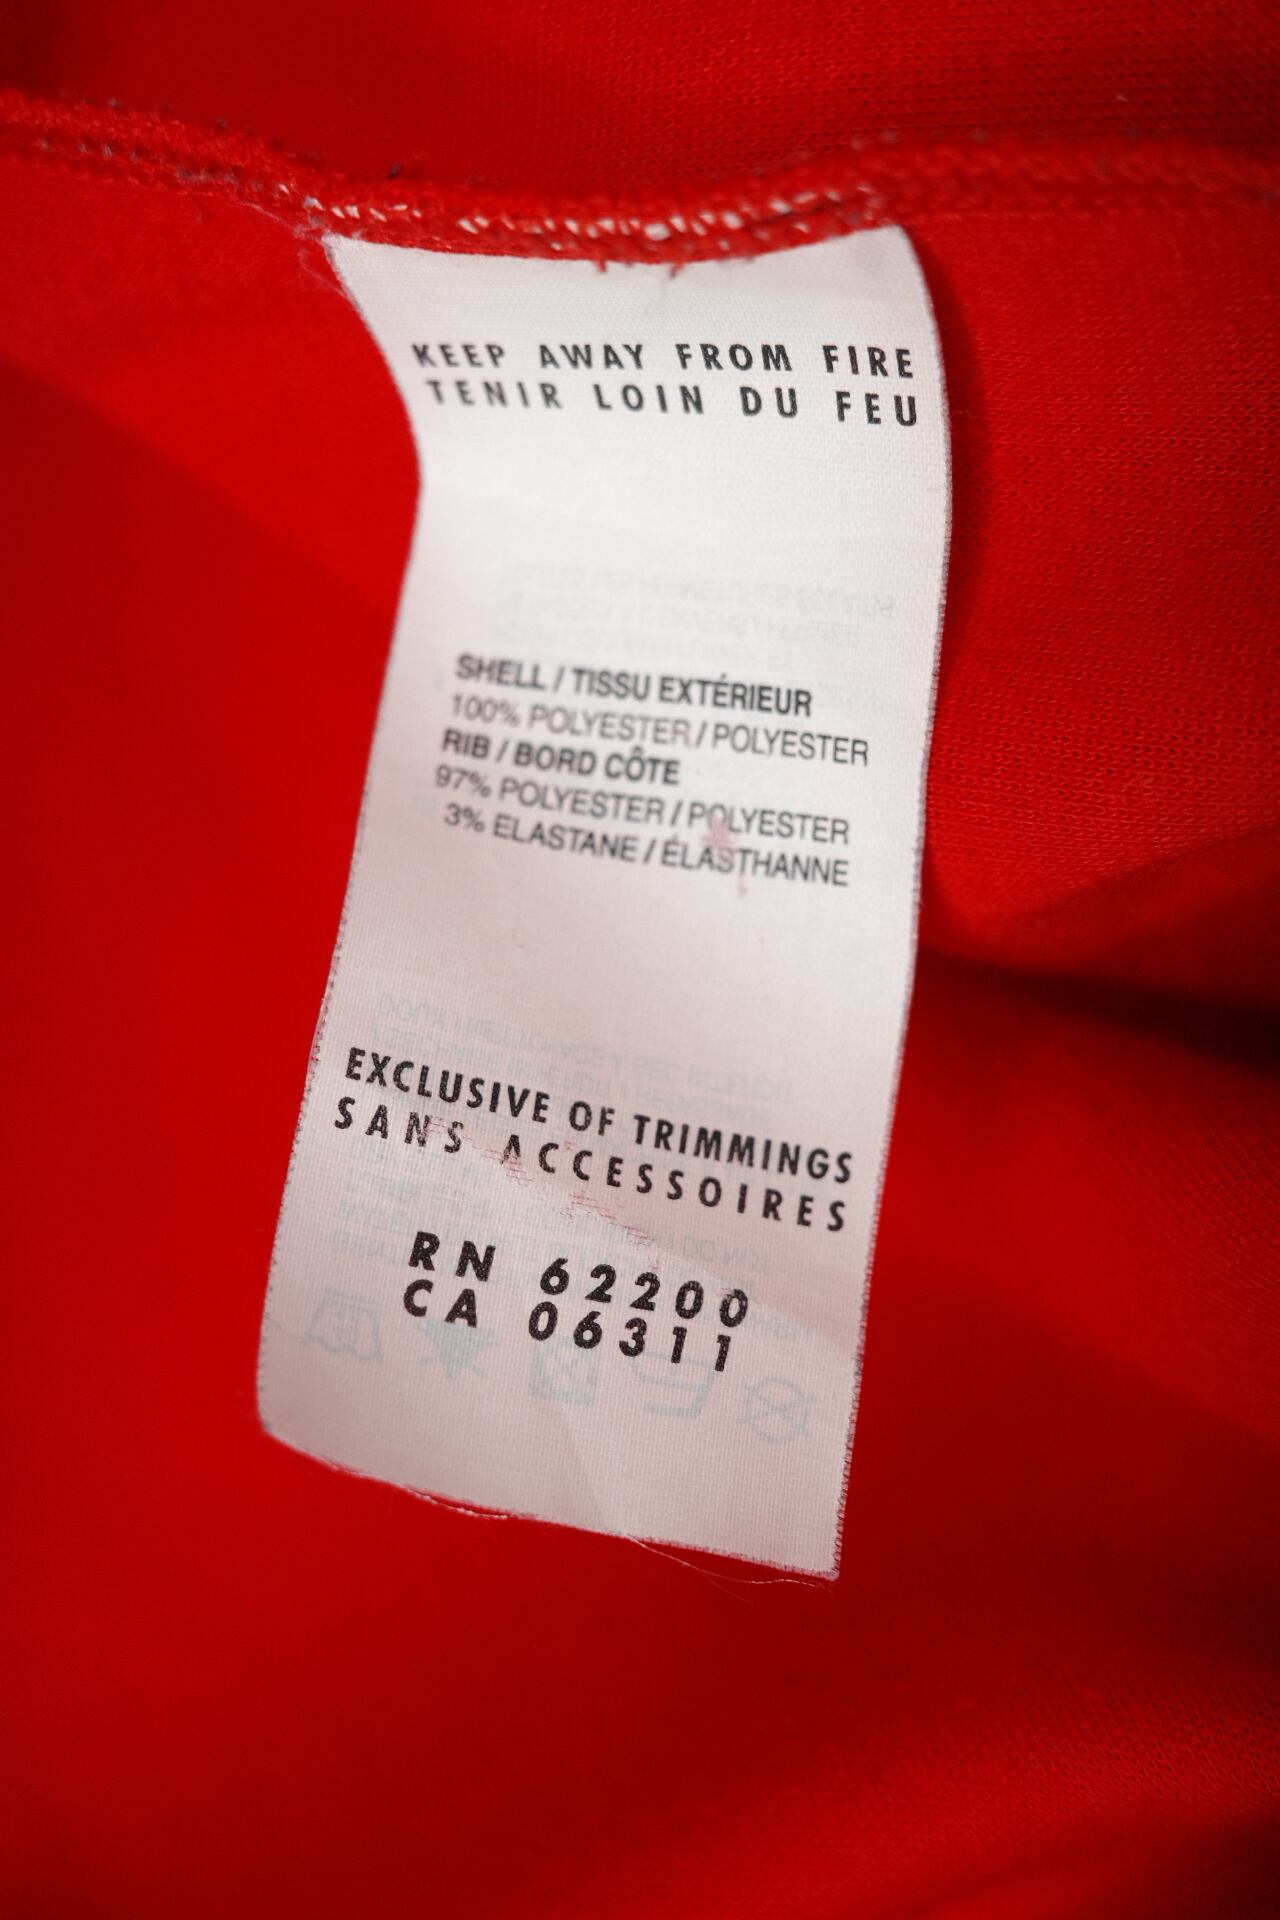 KEEP AWAY FROM FIRE
TENIR LOIN DU FEU
SHELL / TISSU EXTÉRIEUR
100% POLYESTER / POLYESTER
RIB / BORD CÔTE
97% POLYESTER / POLYESTER
3% ELASTANE / ÉLASTHANNE
EXCLUSIVE OF TRIMMINGS
SANS ACCESSOIRES
RN 62200
CA 06311